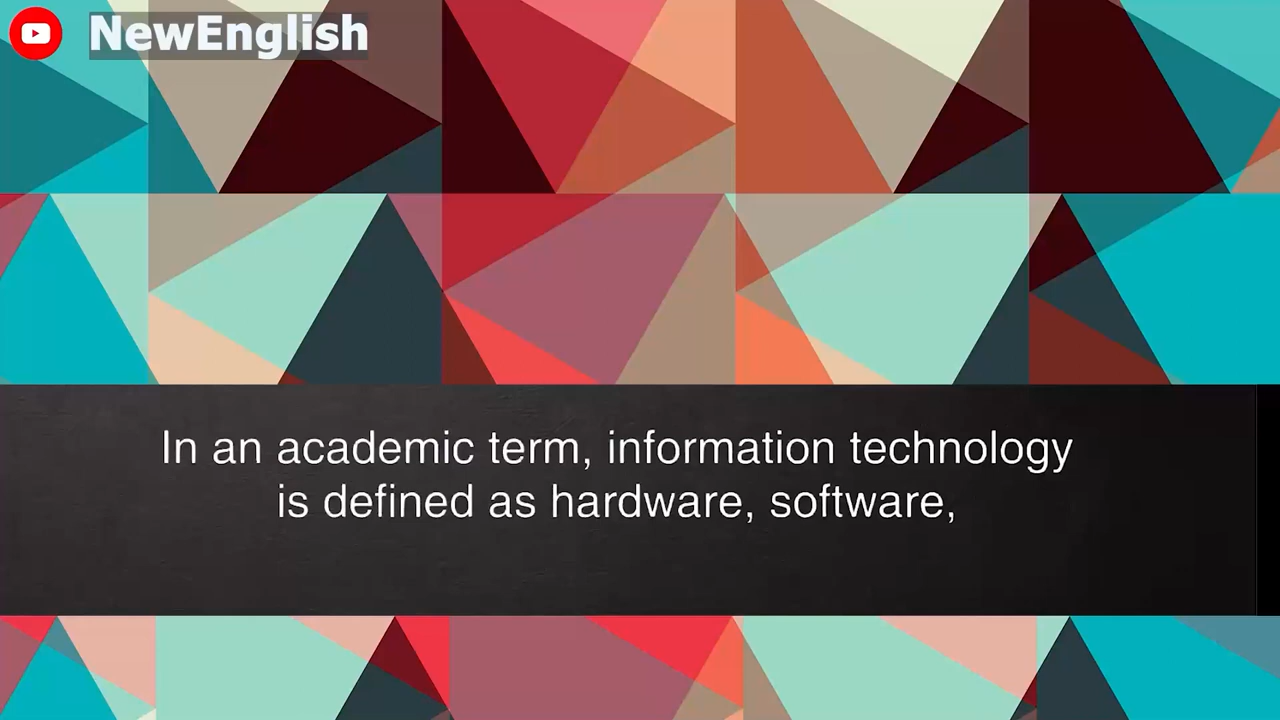 NewEnglish
In an academic term, information technology
is defined as hardware, software,